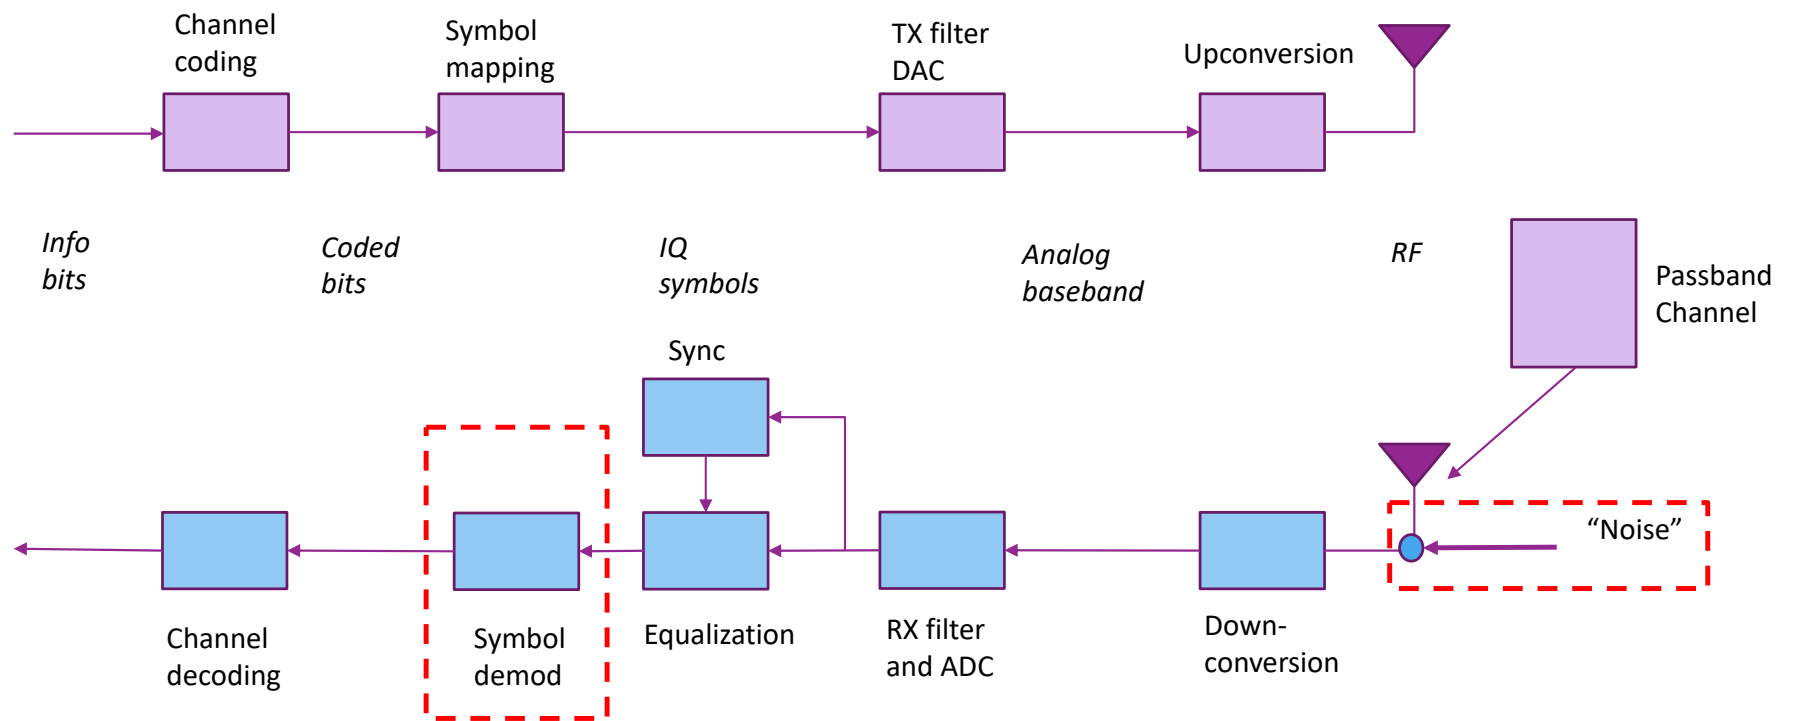 Channel
coding
Symbol
mapping
TX filter
DAC
Upconversion
Info
bits
Coded
bits
IQ
symbols
Analog
baseband
RF
Passband
Channel
Sync
“Noise”
Channel
decoding
Symbol
demod
Equalization
RX filter
and ADC
Down-
conversion